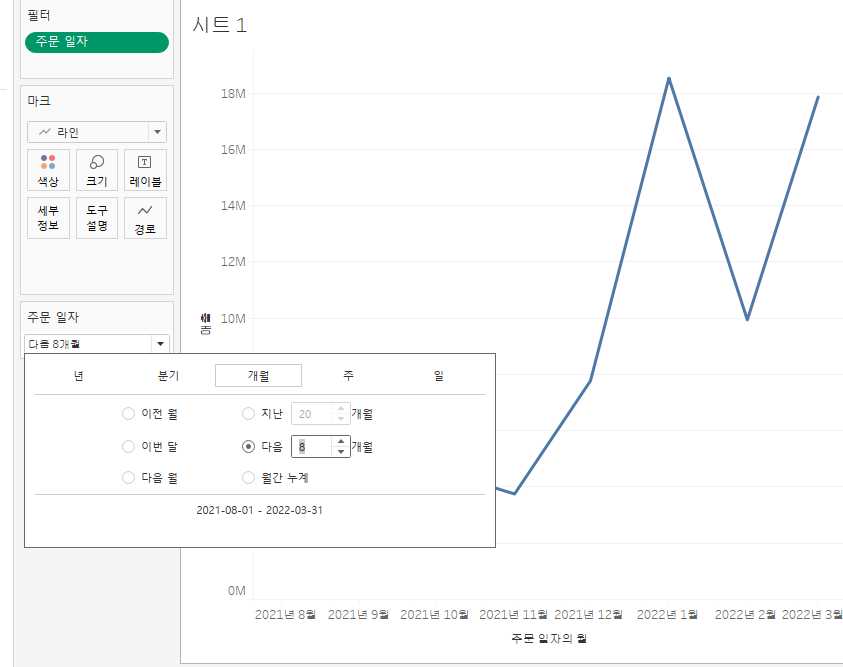 필터
주문 일자
마크
라인
색상
크기
레이블
세부
정보
도구
설명
경로
주문 일자
다음 8개월
년
분기
개월
주
일
이전 월
지난 20 개월
이번 달
다음 8 개월
다음 월
월간 누계
2021-08-01 - 2022-03-31
시트 1
18M
16M
14M
12M
10M
0M
2021년 8월
2021년 9월
2021년 10월
2021년 11월
2021년 12월
2022년 1월
2022년 2월
2022년 3월
주문 일자의 월